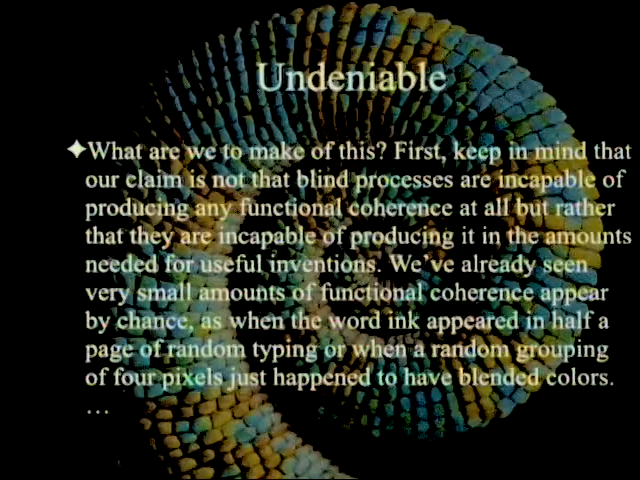 Undeniable
✦What are we to make of this? First, keep in mind that
our claim is not that blind processes are incapable of
producing any functional coherence at all but rather
that they are incapable of producing it in the amounts
needed for useful inventions. We’ve already seen
very small amounts of functional coherence appear
by chance, as when the word ink appeared in half a
page of random typing or when a random grouping
of four pixels just happened to have blended colors.
…